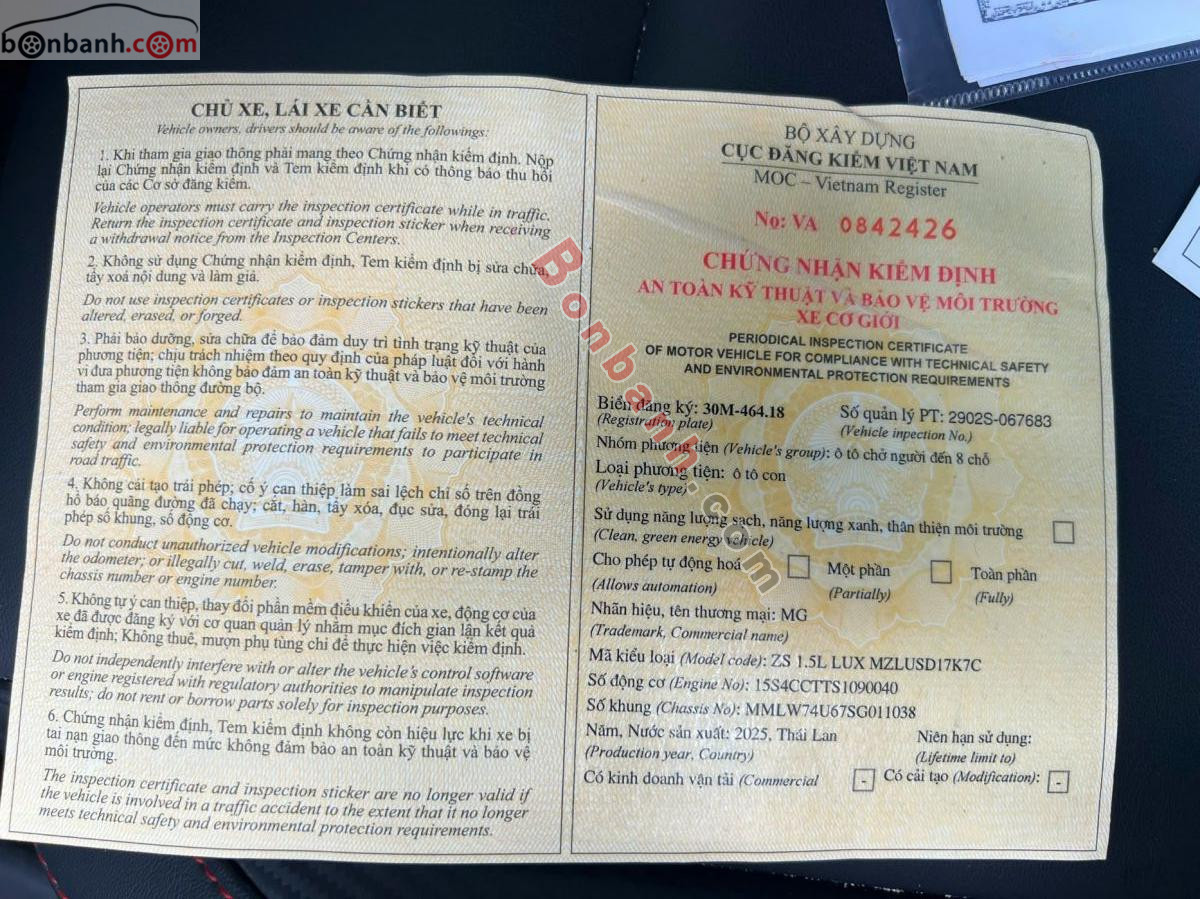 bonbanh.com
CHỦ XE, LÁI XE CẦN BIẾT
Vehicle owners, drivers should be aware of the followings:
1. Khi tham gia giao thông phải mang theo Chứng nhận kiểm định. Nộp
lại Chứng nhận kiểm định và Tem kiểm định khi có thông báo thu hồi
của các Cơ sở đăng kiểm.
Vehicle operators must carry the inspection certificate while in traffic.
Return the inspection certificate and inspection sticker when receiving
a withdrawal notice from the Inspection Centers.
2. Không sử dụng Chứng nhận kiểm định, Tem kiểm định bị sửa chữa,
tẩy xoá nội dung và làm giả.
Do not use inspection certificates or inspection stickers that have been
altered, erased, or forged.
3. Phải bảo dưỡng, sửa chữa để bảo đảm duy trì tình trạng kỹ thuật của
phương tiện; chịu trách nhiệm theo quy định của pháp luật đối với hành
vi đưa phương tiện không bảo đảm an toàn kỹ thuật và bảo vệ môi trường
tham gia giao thông đường bộ.
Perform maintenance and repairs to maintain the vehicle's technical
condition; legally liable for operating a vehicle that fails to meet technical
safety and environmental protection requirements to participate in
road traffic.
4. Không cải tạo trái phép; cố ý can thiệp làm sai lệch chỉ số trên đồng
hồ báo quãng đường đã chạy; cắt, hàn, tẩy xóa, đục sửa, đóng lại trái
phép số khung, số động cơ.
Do not conduct unauthorized vehicle modifications; intentionally alter
the odometer; or illegally cut, weld, erase, tamper with, or re-stamp the
chassis number or engine number.
5. Không tự ý can thiệp, thay đổi phần mềm điều khiển của xe, động cơ của
xe đã được đăng ký với cơ quan quản lý nhằm mục đích gian lận kết quả
kiểm định; Không thuê, mượn phụ tùng chỉ để thực hiện việc kiểm định.
Do not independently interfere with or alter the vehicle's control software
or engine registered with regulatory authorities to manipulate inspection
results; do not rent or borrow parts solely for inspection purposes.
6. Chứng nhận kiểm định, Tem kiểm định không còn hiệu lực khi xe bị
tai nạn giao thông đến mức không đảm bảo an toàn kỹ thuật và bảo vệ
môi trường.
The inspection certificate and inspection sticker are no longer valid if
the vehicle is involved in a traffic accident to the extent that it no longer
meets technical safety and environmental protection requirements.
BỘ XÂY DỰNG
CỤC ĐĂNG KIỂM VIỆT NAM
MOC – Vietnam Register
No: VA 0842426
CHỨNG NHẬN KIỂM ĐỊNH
AN TOÀN KỸ THUẬT VÀ BẢO VỆ MÔI TRƯỜNG
XE CƠ GIỚI
PERIODICAL INSPECTION CERTIFICATE
OF MOTOR VEHICLE FOR COMPLIANCE WITH TECHNICAL SAFETY
AND ENVIRONMENTAL PROTECTION REQUIREMENTS
Biển đăng ký: 30M-464.18 Số quản lý PT: 2902S-067683
(Registration plate) (Vehicle inpection No.)
Nhóm phương tiện (Vehicle's group): ô tô chở người đến 8 chỗ
Loại phương tiện: ô tô con
(Vehicle's type)
Sử dụng năng lượng sạch, năng lượng xanh, thân thiện môi trường
(Clean, green energy vehicle)
Cho phép tự động hoá Một phần Toàn phần
(Allows automation) (Partially) (Fully)
Nhãn hiệu, tên thương mại: MG
(Trademark, Commercial name)
Mã kiểu loại (Model code): ZS 1.5L LUX MZLUSD17K7C
Số động cơ (Engine No): 15S4CCTTS1090040
Số khung (Chassis No): MMLW74U67SG011038
Năm, Nước sản xuất: 2025, Thái Lan Niên hạn sử dụng:
(Production year, Country) (Lifetime limit to)
Có kinh doanh vận tải (Commercial - Có cải tạo (Modification): -
Bonbanh.com